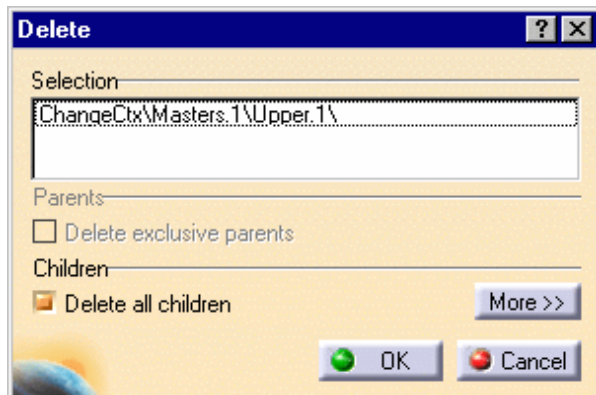 Delete
Selection
ChangeCtx\Masters.1\Upper.1\
Parents
Delete exclusive parents
Children
Delete all children
More >>
OK
Cancel